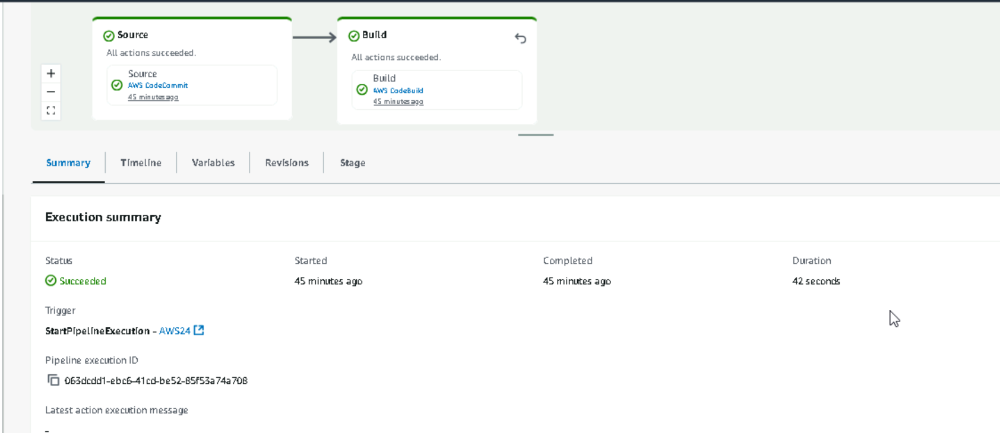 Source
All actions succeeded.
Source
AWS CodeCommit
45 minutes ago
Build
All actions succeeded.
Build
AWS CodeBuild
45 minutes ago
Summary
Timeline
Variables
Revisions
Stage
Execution summary
Status
Succeeded
Started
45 minutes ago
Completed
45 minutes ago
Duration
42 seconds
Trigger
StartPipelineExecution - AWS24
Pipeline execution ID
063dcdd1-ebc6-41cd-be52-85f53a74a708
Latest action execution message
-